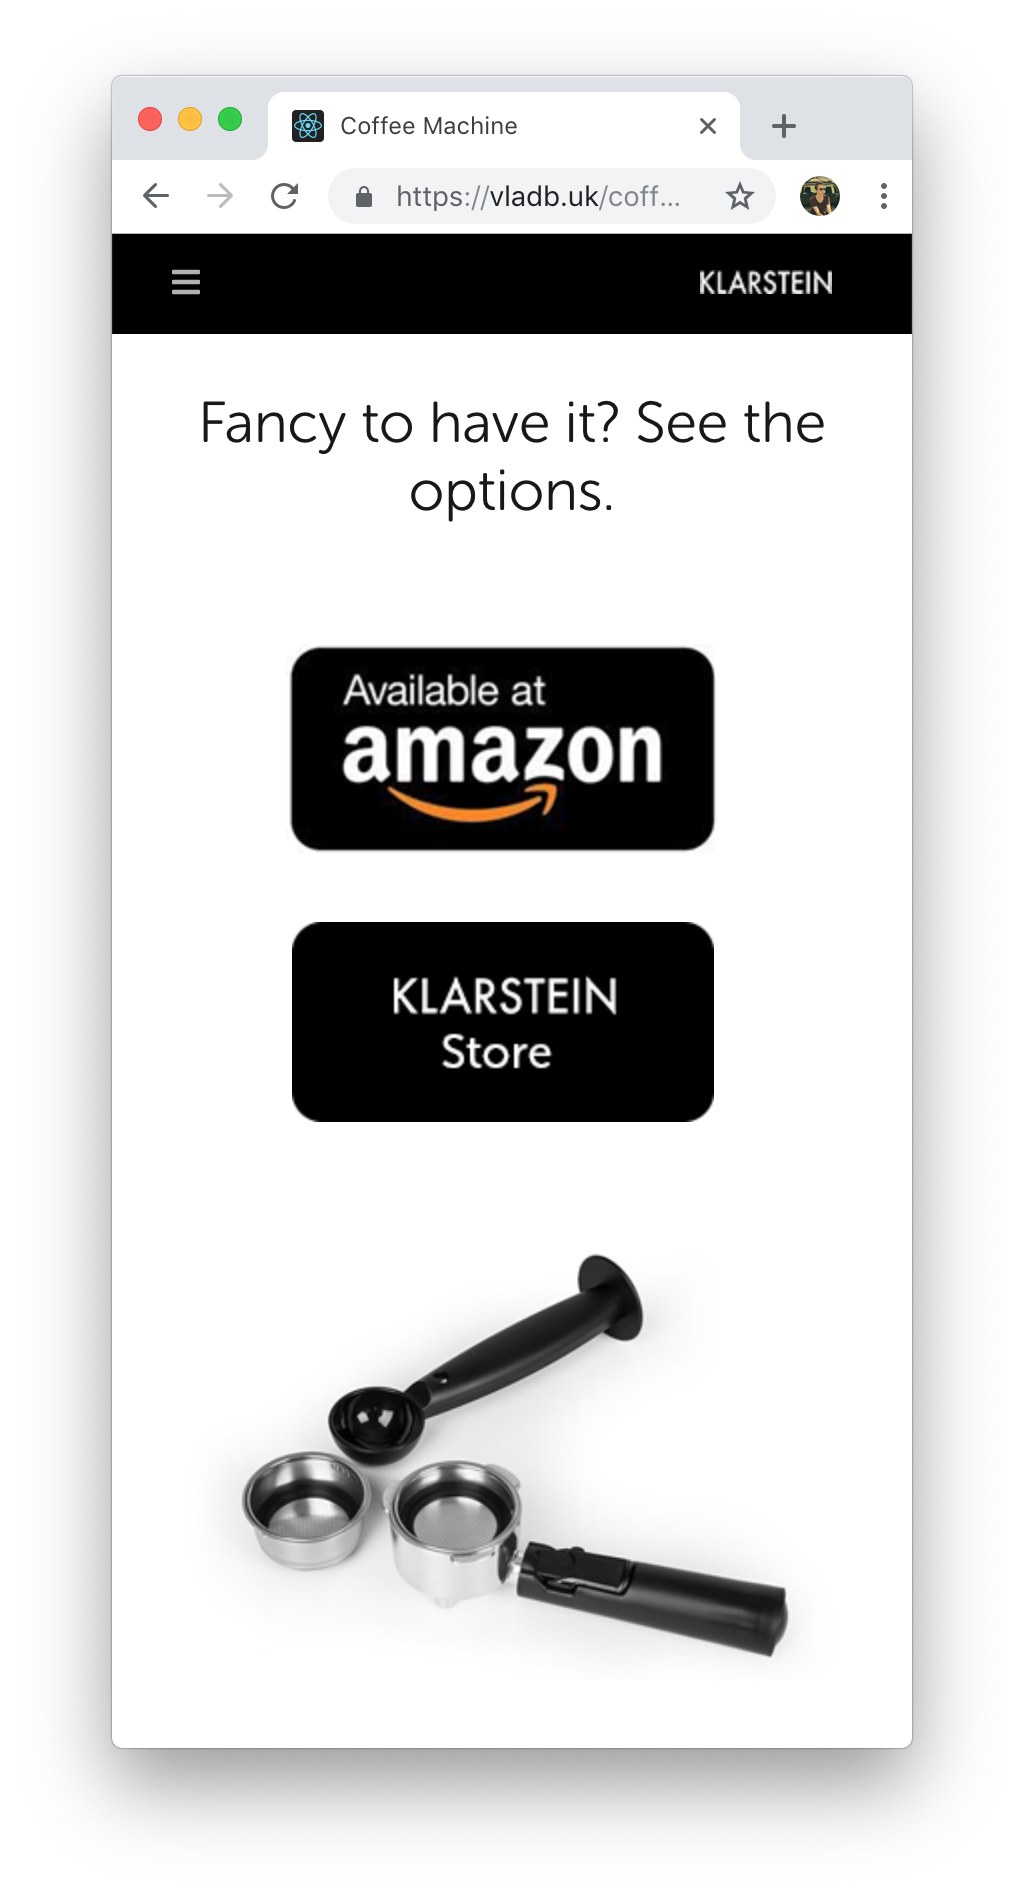 Coffee Machine
https://vladb.uk/coff...
KLARSTEIN
Fancy to have it? See the
options.
Available at
amazon
KLARSTEIN
Store